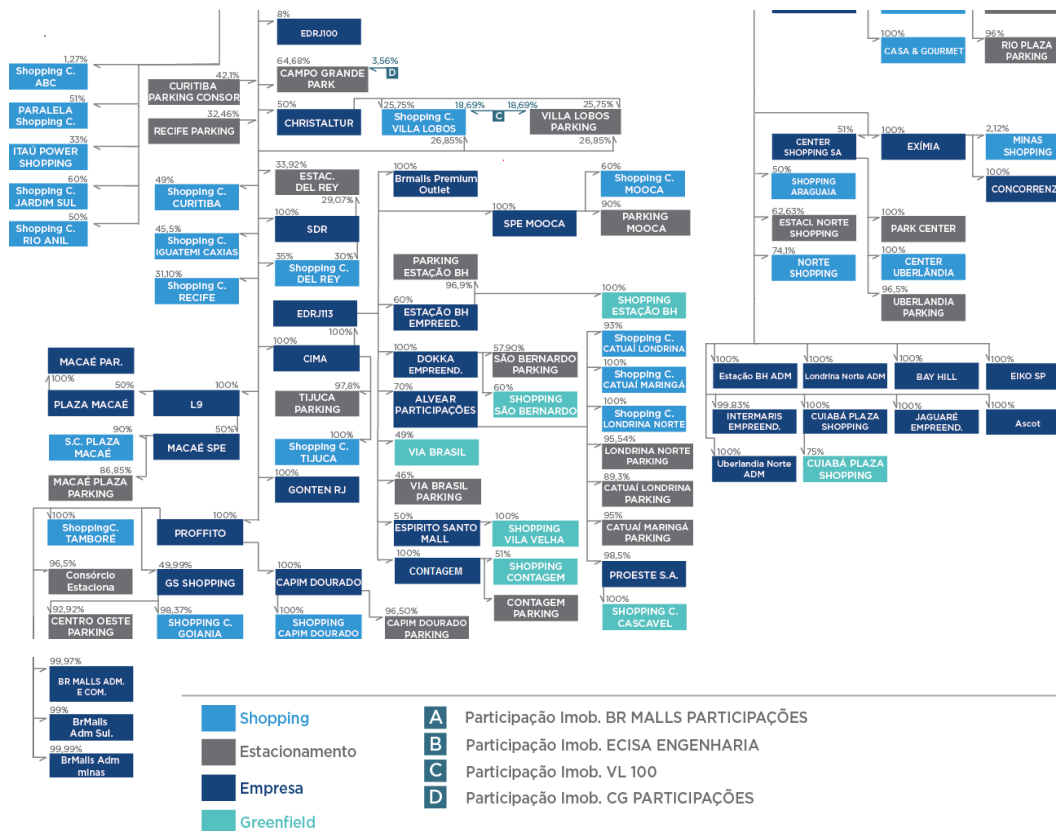 8%
EDRJ100
100%
CASA & GOURMET
96%
RIO PLAZA
PARKING
1,27%
Shopping C.
ABC
64,68%
CAMPO GRANDE
PARK
3,56%
D
42,1%
CURITIBA
PARKING CONSOR
51%
PARALELA
Shopping C.
50%
CHRISTALTUR
25,75%
Shopping C.
VILLA LOBOS
18,69%
C
18,69%
25,75%
VILLA LOBOS
PARKING
26,85%
26,85%
32,46%
RECIFE PARKING
33%
ITAÚ POWER
SHOPPING
60%
Shopping C.
JARDIM SUL
50%
Shopping C.
RIO ANIL
49%
Shopping C.
CURITIBA
45,5%
Shopping C.
IGUATEMI CAXIAS
31,10%
Shopping C.
RECIFE
33,92%
ESTAC.
DEL REY
29,07%
100%
SDR
35%
30%
Shopping C.
DEL REY
EDRJ113
100%
100%
CIMA
97,8%
TIJUCA
PARKING
100%
Shopping C.
TIJUCA
100%
GONTEN RJ
100%
Brmalls Premium
Outlet
100%
SPE MOOCA
60%
Shopping C.
MOOCA
90%
PARKING
MOOCA
PARKING
ESTAÇÃO BH
96,9%
60%
ESTAÇÃO BH
EMPREED.
100%
SHOPPING
ESTAÇÃO BH
100%
DOKKA
EMPREEND.
57.90%
SÃO BERNARDO
PARKING
60%
SHOPPING
SÃO BERNARDO
70%
ALVEAR
PARTICIPAÇÕES
93%
Shopping C.
CATUAÍ LONDRINA
100%
Shopping C.
CATUAÍ MARINGÁ
100%
Shopping C.
LONDRINA NORTE
95,54%
LONDRINA NORTE
PARKING
89,3%
CATUAÍ LONDRINA
PARKING
95%
CATUAÍ MARINGÁ
PARKING
98,5%
PROESTE S.A.
100%
SHOPPING C.
CASCAVEL
49%
VIA BRASIL
46%
VIA BRASIL
PARKING
50%
ESPIRITO SANTO
MALL
100%
SHOPPING
VILA VELHA
100%
CONTAGEM
51%
SHOPPING
CONTAGEM
CONTAGEM
PARKING
MACAÉ PAR.
100%
50%
PLAZA MACAÉ
100%
L9
90%
S.C. PLAZA
MACAÉ
50%
MACAÉ SPE
86,85%
MACAÉ PLAZA
PARKING
100%
ShoppingC.
TAMBORÉ
100%
PROFFITO
96,5%
Consórcio
Estaciona
49,99%
GS SHOPPING
100%
CAPIM DOURADO
92,92%
CENTRO OESTE
PARKING
98,37%
SHOPPING C.
GOIANIA
100%
SHOPPING
CAPIM DOURADO
96,50%
CAPIM DOURADO
PARKING
99,97%
BR MALLS ADM.
E COM.
99%
BrMalls
Adm Sul.
99,99%
BrMalls Adm
minas
CENTER
SHOPPING SA
51%
100%
EXÍMIA
2,12%
MINAS
SHOPPING
100%
CONCORRENZ
50%
SHOPPING
ARAGUAIA
62,63%
ESTACI. NORTE
SHOPPING
74,1%
NORTE
SHOPPING
100%
PARK CENTER
100%
CENTER
UBERLÂNDIA
96,5%
UBERLANDIA
PARKING
100%
Estação BH ADM
100%
Londrina Norte ADM
100%
BAY HILL
100%
EIKO SP
99,83%
INTERMARIS
EMPREEND.
100%
CUIABÁ PLAZA
SHOPPING
100%
JAGUARÉ
EMPREEND.
100%
Ascot
100%
Uberlandia Norte
ADM
75%
CUIABÁ PLAZA
SHOPPING
Shopping
Estacionamento
Empresa
Greenfield
A Participação Imob. BR MALLS PARTICIPAÇÕES
B Participação Imob. ECISA ENGENHARIA
C Participação Imob. VL 100
D Participação Imob. CG PARTICIPAÇÕES